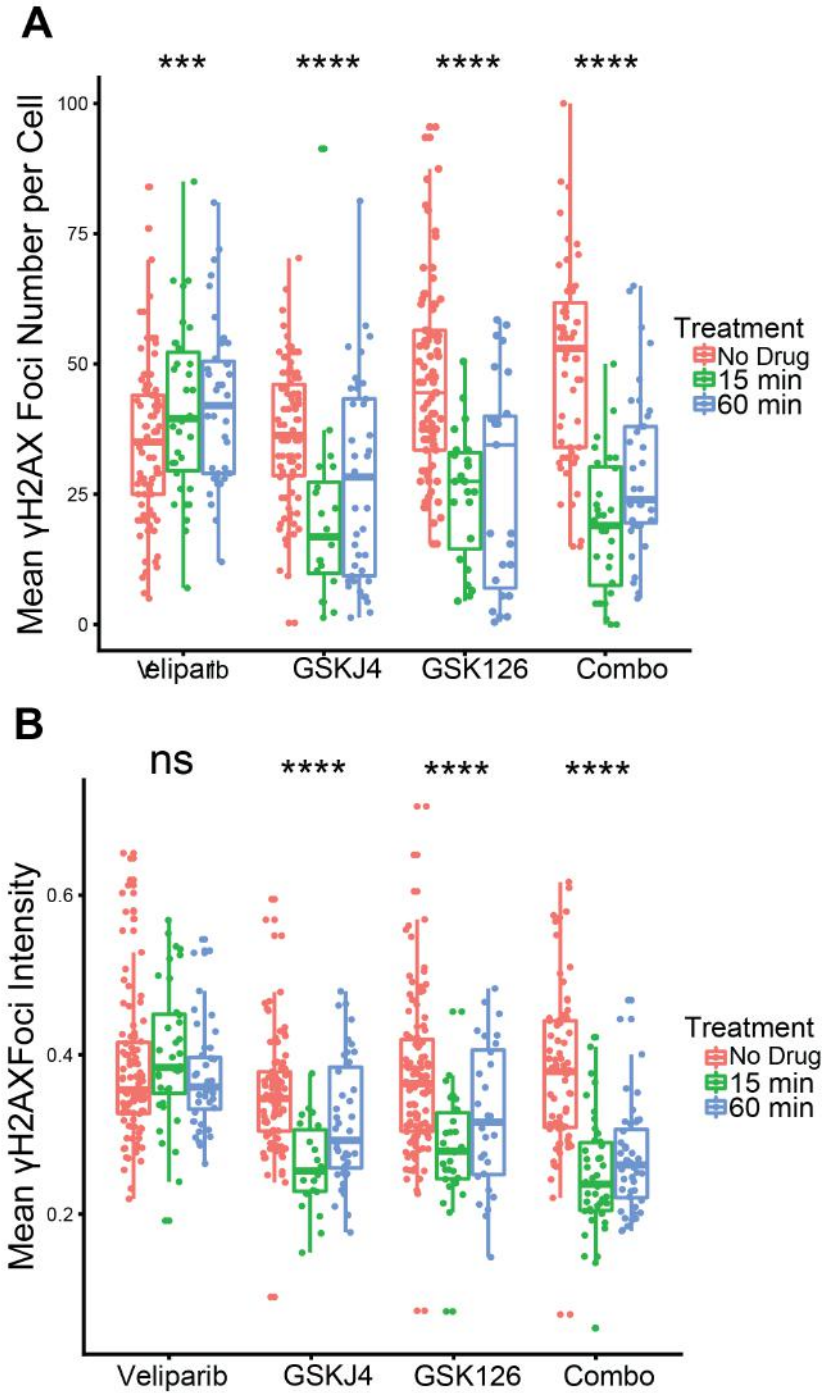 A
*** **** **** ****
Mean γH2AX Foci Number per Cell
100
75
50
25
0
Veliparib GSKJ4 GSK126 Combo
Treatment
No Drug
15 min
60 min
B
ns **** **** ****
Mean γH2AXFoci Intensity
0.6
0.4
0.2
Veliparib GSKJ4 GSK126 Combo
Treatment
No Drug
15 min
60 min